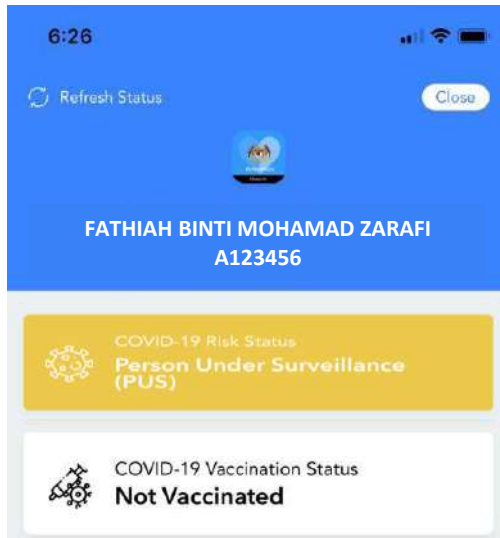 6:26
Refresh Status
Close
FATHIAH BINTI MOHAMAD ZARAFI
A123456
COVID-19 Risk Status
Person Under Surveillance
(PUS)
COVID-19 Vaccination Status
Not Vaccinated